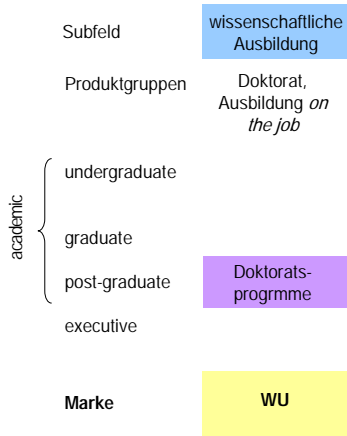 Subfeld
wissenschaftliche
Ausbildung
Produktgruppen
Doktorat,
Ausbildung on
the job
academic
undergraduate
graduate
post-graduate
Doktorats-
progrmme
executive
Marke
WU